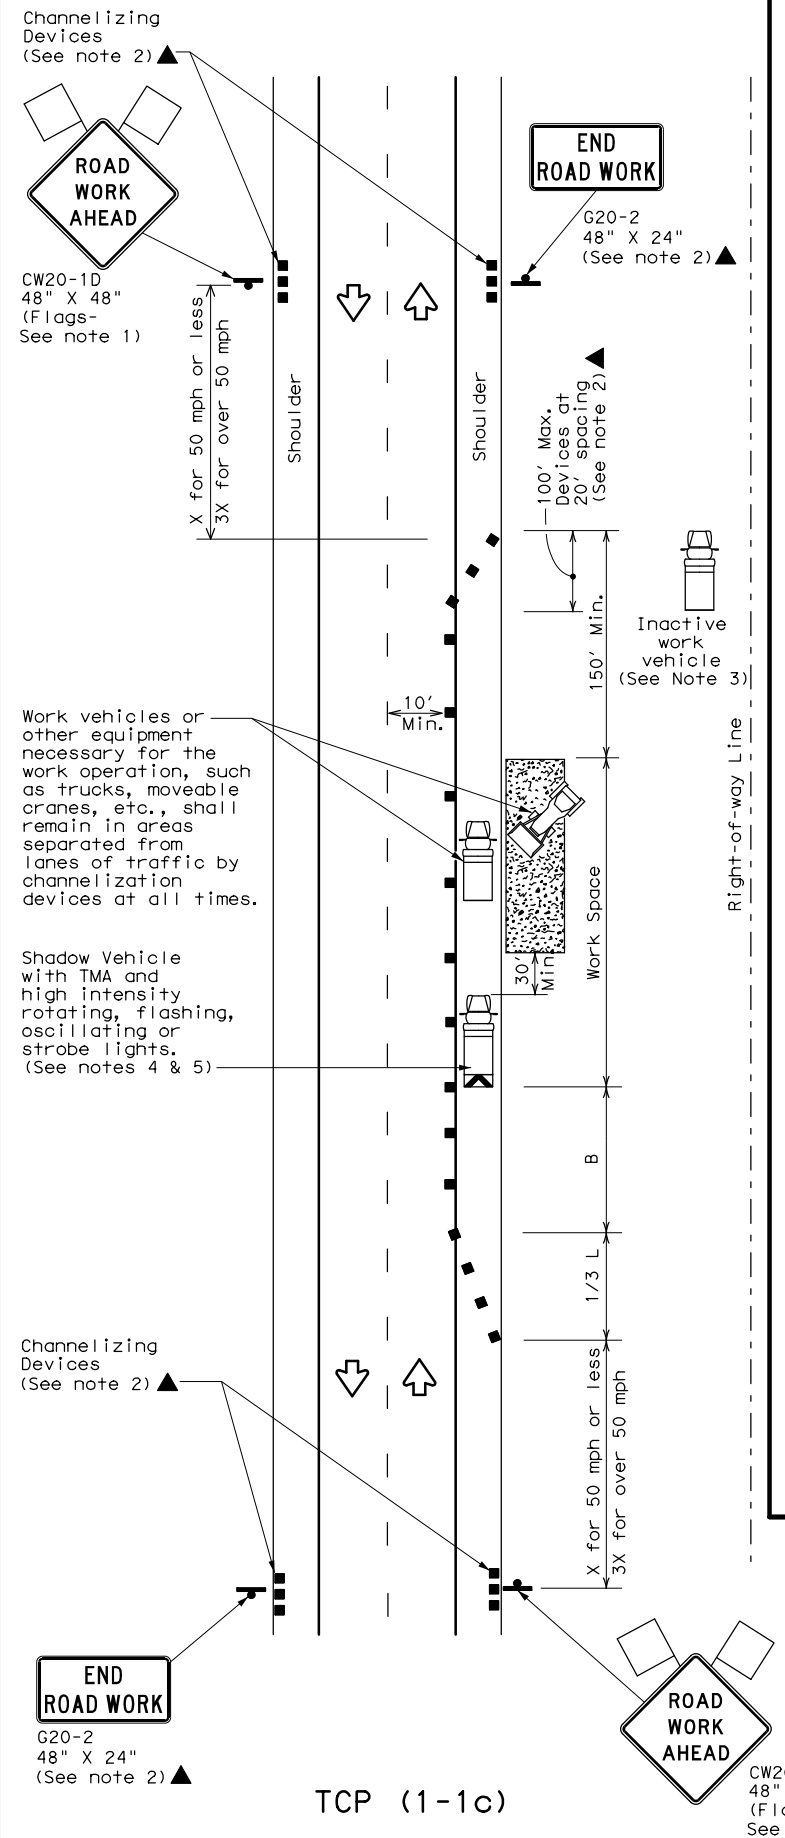 Channelizing
Devices
(See note 2)
ROAD
WORK
AHEAD
CW20-1D
48" X 48"
(Flags-
See note 1)
END
ROAD WORK
G20-2
48" X 24"
(See note 2)
X for 50 mph or less
3X for over 50 mph
Shoulder
Shoulder
100' Max.
Devices at
20' spacing
(See note 2)
150' Min.
Inactive
work
vehicle
(See Note 3)
10'
Min.
Work vehicles or
other equipment
necessary for the
work operation, such
as trucks, moveable
cranes, etc., shall
remain in areas
separated from
lanes of traffic by
channelization
devices at all times.
Right-of-way Line
Work Space
30'
Min.
Shadow Vehicle
with TMA and
high intensity
rotating, flashing,
oscillating or
strobe lights.
(See notes 4 & 5)
B
1/3 L
Channelizing
Devices
(See note 2)
X for 50 mph or less
3X for over 50 mph
END
ROAD WORK
G20-2
48" X 24"
(See note 2)
ROAD
WORK
AHEAD
48"
See
TCP (1-1c)